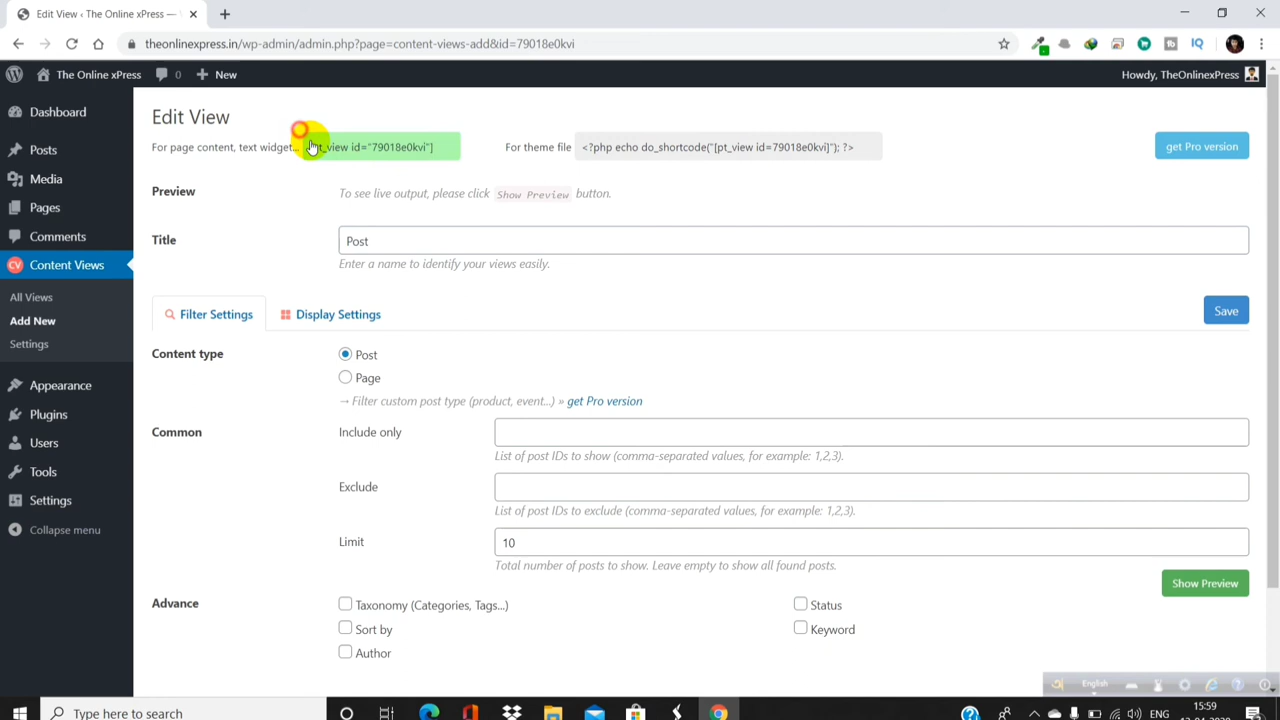 Edit View ‹ The Online xPress —
theonlinexpress.in/wp-admin/admin.php?page=content-views-add&id=79018e0kvi
The Online xPress 0 New Howdy, TheOnlinexPress
Dashboard
Posts
Media
Pages
Comments
Content Views
All Views
Add New
Settings
Appearance
Plugins
Users
Tools
Settings
Collapse menu
Edit View
For page content, text widget... _view id="79018e0kvi"] For theme file <?php echo do_shortcode("[pt_view id=79018e0kvi]"); ?> get Pro version
Preview To see live output, please click Show Preview button.
Title Post
Enter a name to identify your views easily.
Filter Settings Display Settings Save
Content type Post
Page
→ Filter custom post type (product, event...) » get Pro version
Common Include only
List of post IDs to show (comma-separated values, for example: 1,2,3).
Exclude
List of post IDs to exclude (comma-separated values, for example: 1,2,3).
Limit 10
Total number of posts to show. Leave empty to show all found posts.
Show Preview
Advance Taxonomy (Categories, Tags...) Status
Sort by Keyword
Author
English
Type here to search ENG 15:59